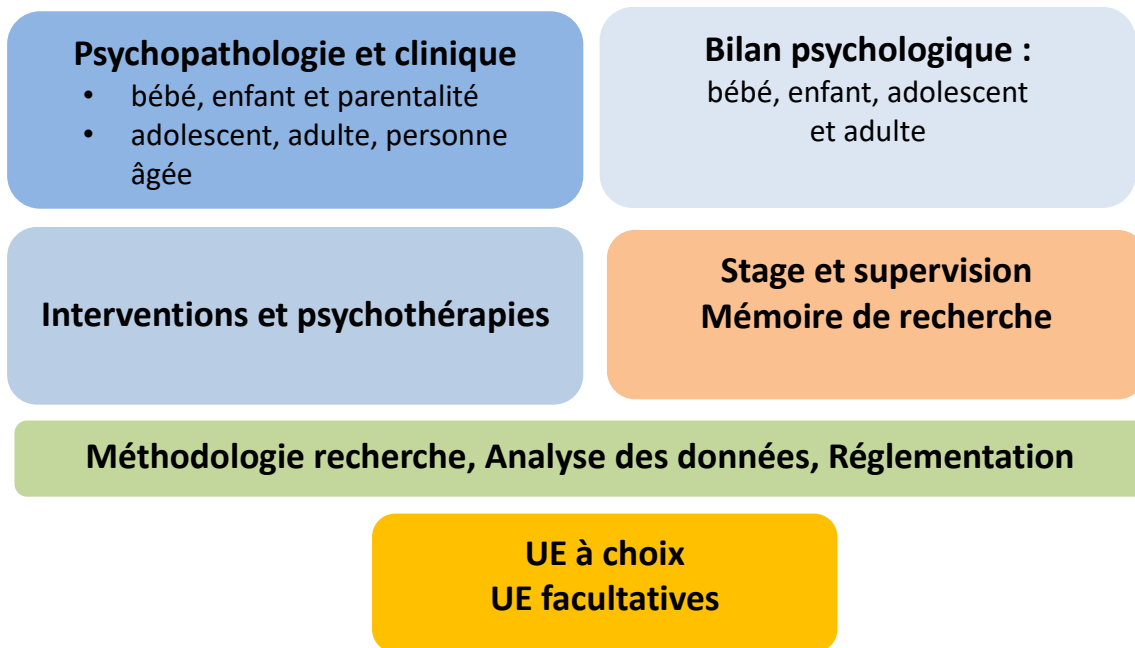 Psychopathologie et clinique
• bébé, enfant et parentalité
• adolescent, adulte, personne
âgée
Bilan psychologique :
bébé, enfant, adolescent
et adulte
Interventions et psychothérapies
Stage et supervision
Mémoire de recherche
Méthodologie recherche, Analyse des données, Réglementation
UE à choix
UE facultatives